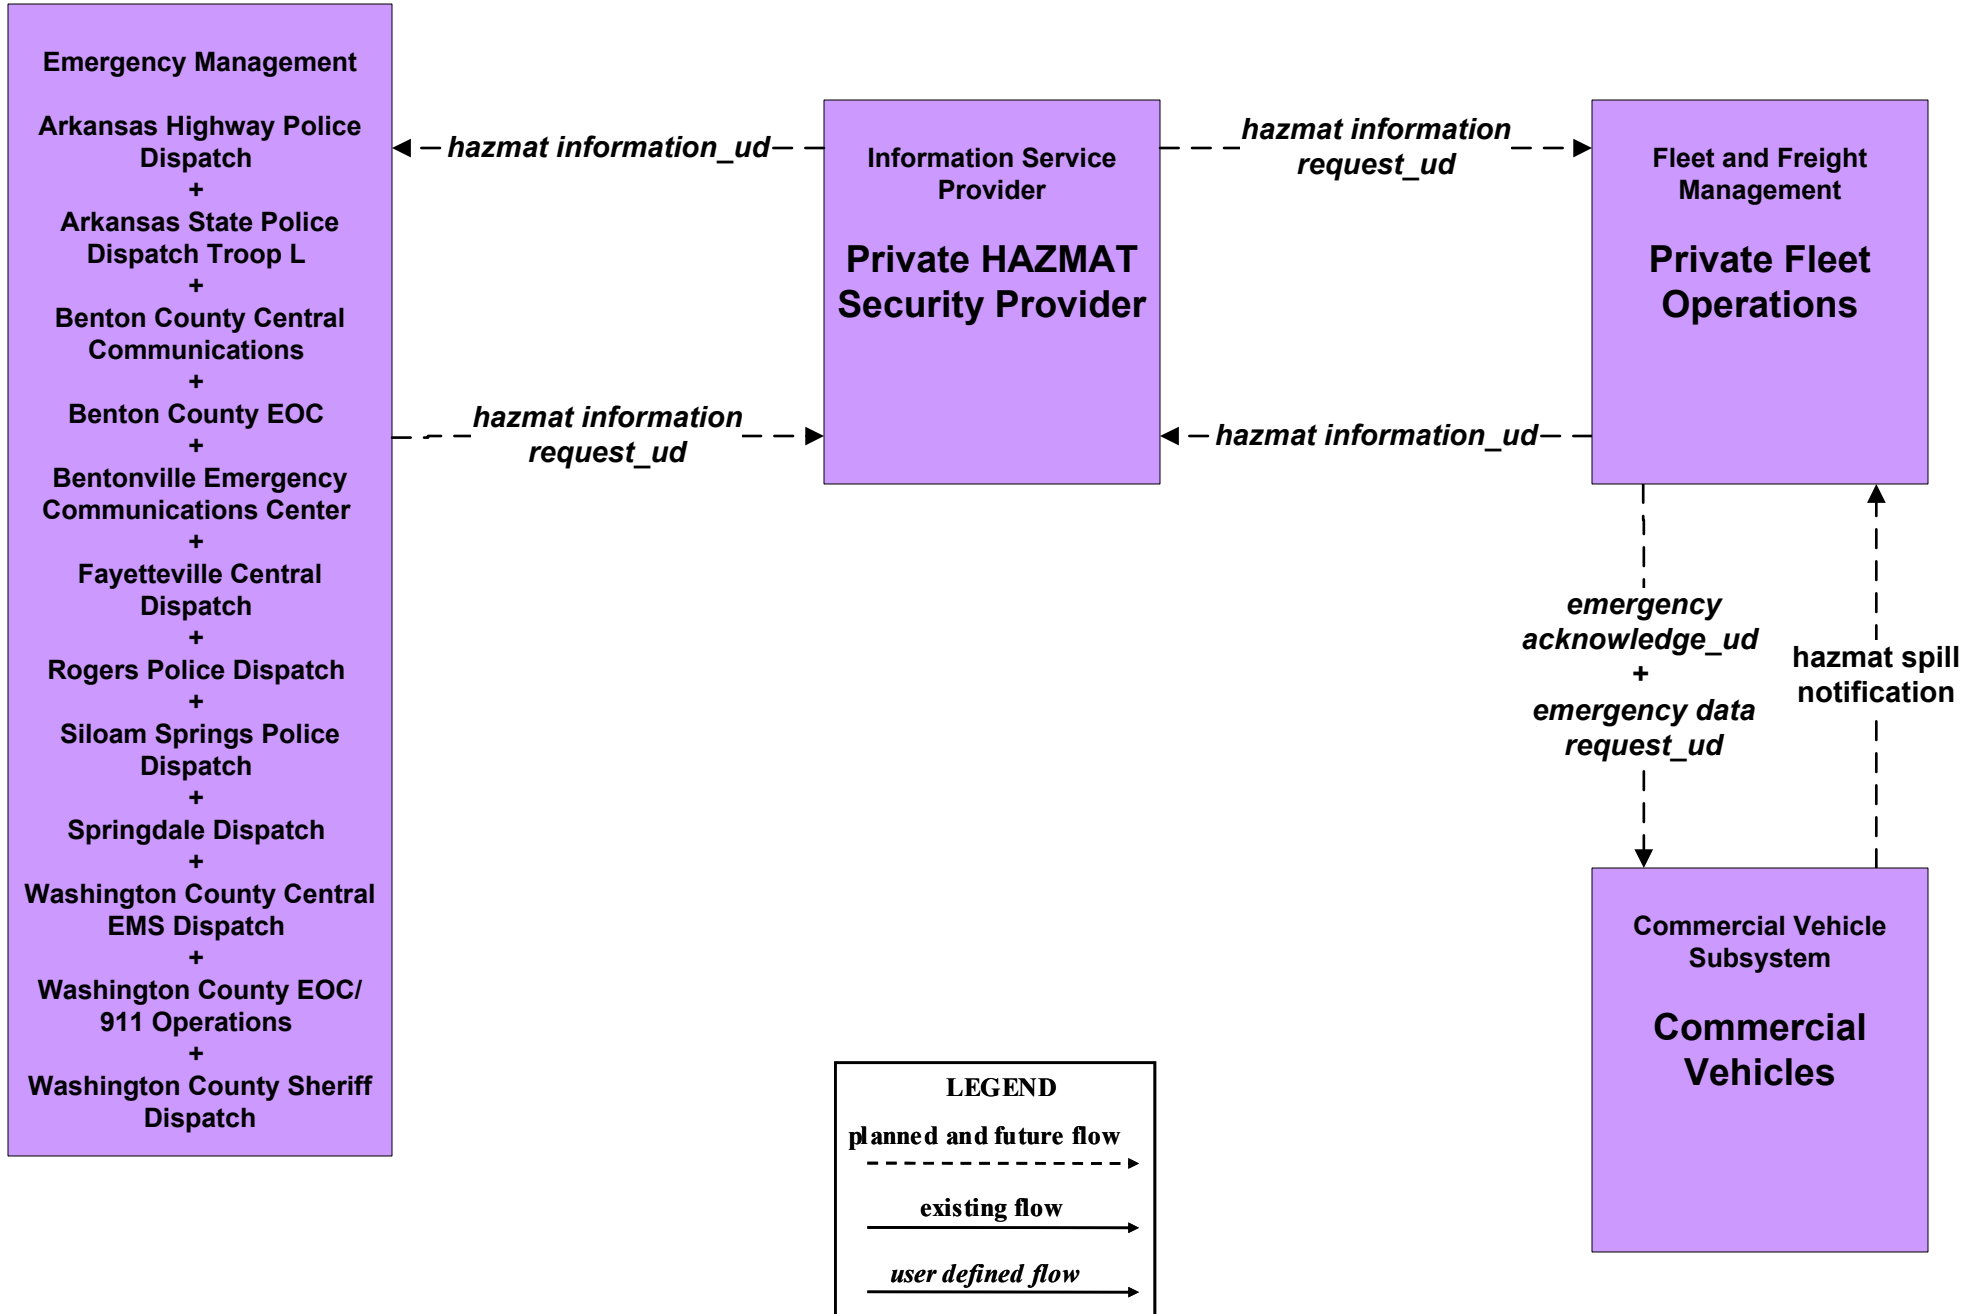 Emergency Management
Arkansas Highway Police
Dispatch
+
Arkansas State Police
Dispatch Troop L
+
Benton County Central
Communications
+
Benton County EOC
+
Bentonville Emergency
Communications Center
+
Fayetteville Central
Dispatch
+
Rogers Police Dispatch
+
Siloam Springs Police
Dispatch
+
Springdale Dispatch
+
Washington County Central
EMS Dispatch
+
Washington County EOC/
911 Operations
+
Washington County Sheriff
Dispatch
hazmat information_ud
hazmat information
request_ud
Information Service
Provider
Private HAZMAT
Security Provider
hazmat information
request_ud
hazmat information_ud
Fleet and Freight
Management
Private Fleet
Operations
emergency
acknowledge_ud
+
emergency data
request_ud
hazmat spill
notification
Commercial Vehicle
Subsystem
Commercial
Vehicles
LEGEND
planned and future flow
existing flow
user defined flow